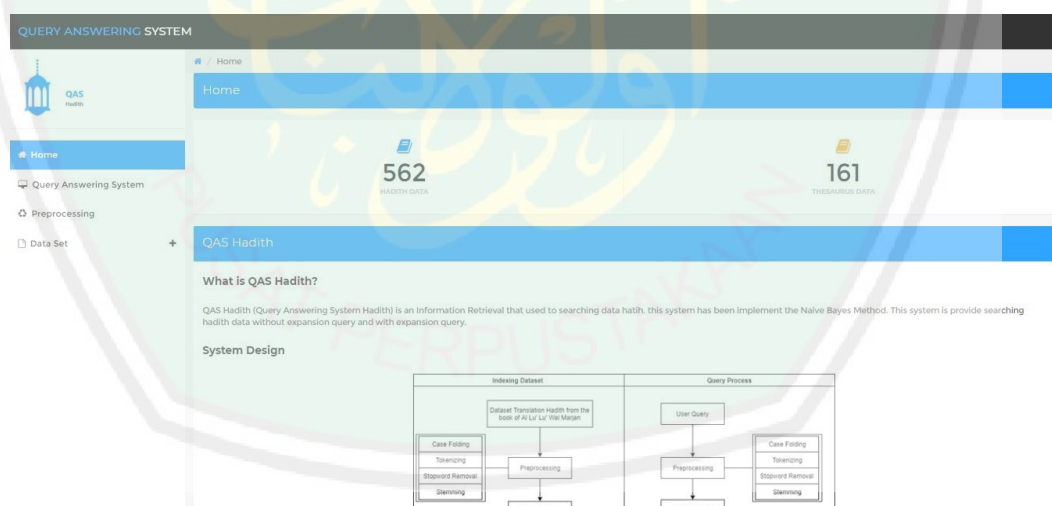 QUERY ANSWERING SYSTEM
QAS
Hadith
Home
Query Answering System
Preprocessing
Data Set +
/ Home
Home
562
HADITH DATA
161
THESAURUS DATA
QAS Hadith
What is QAS Hadith?
QAS Hadith (Query Answering System Hadith) is an Information Retrieval that used to searching data hatih. this system has been implement the Naive Bayes Method. This system is provide searching
hadith data without expansion query and with expansion query.
System Design
Indexing Dataset
Query Process
Dataset Translation Hadith from the
book of Al Lu' Lu' Wal Marjan
User Query
Case Folding
Tokenizing
Stopword Removal
Stemming
Preprocessing
Preprocessing
Case Folding
Tokenizing
Stopword Removal
Stemming
PUSAT PERPUSTAKAAN